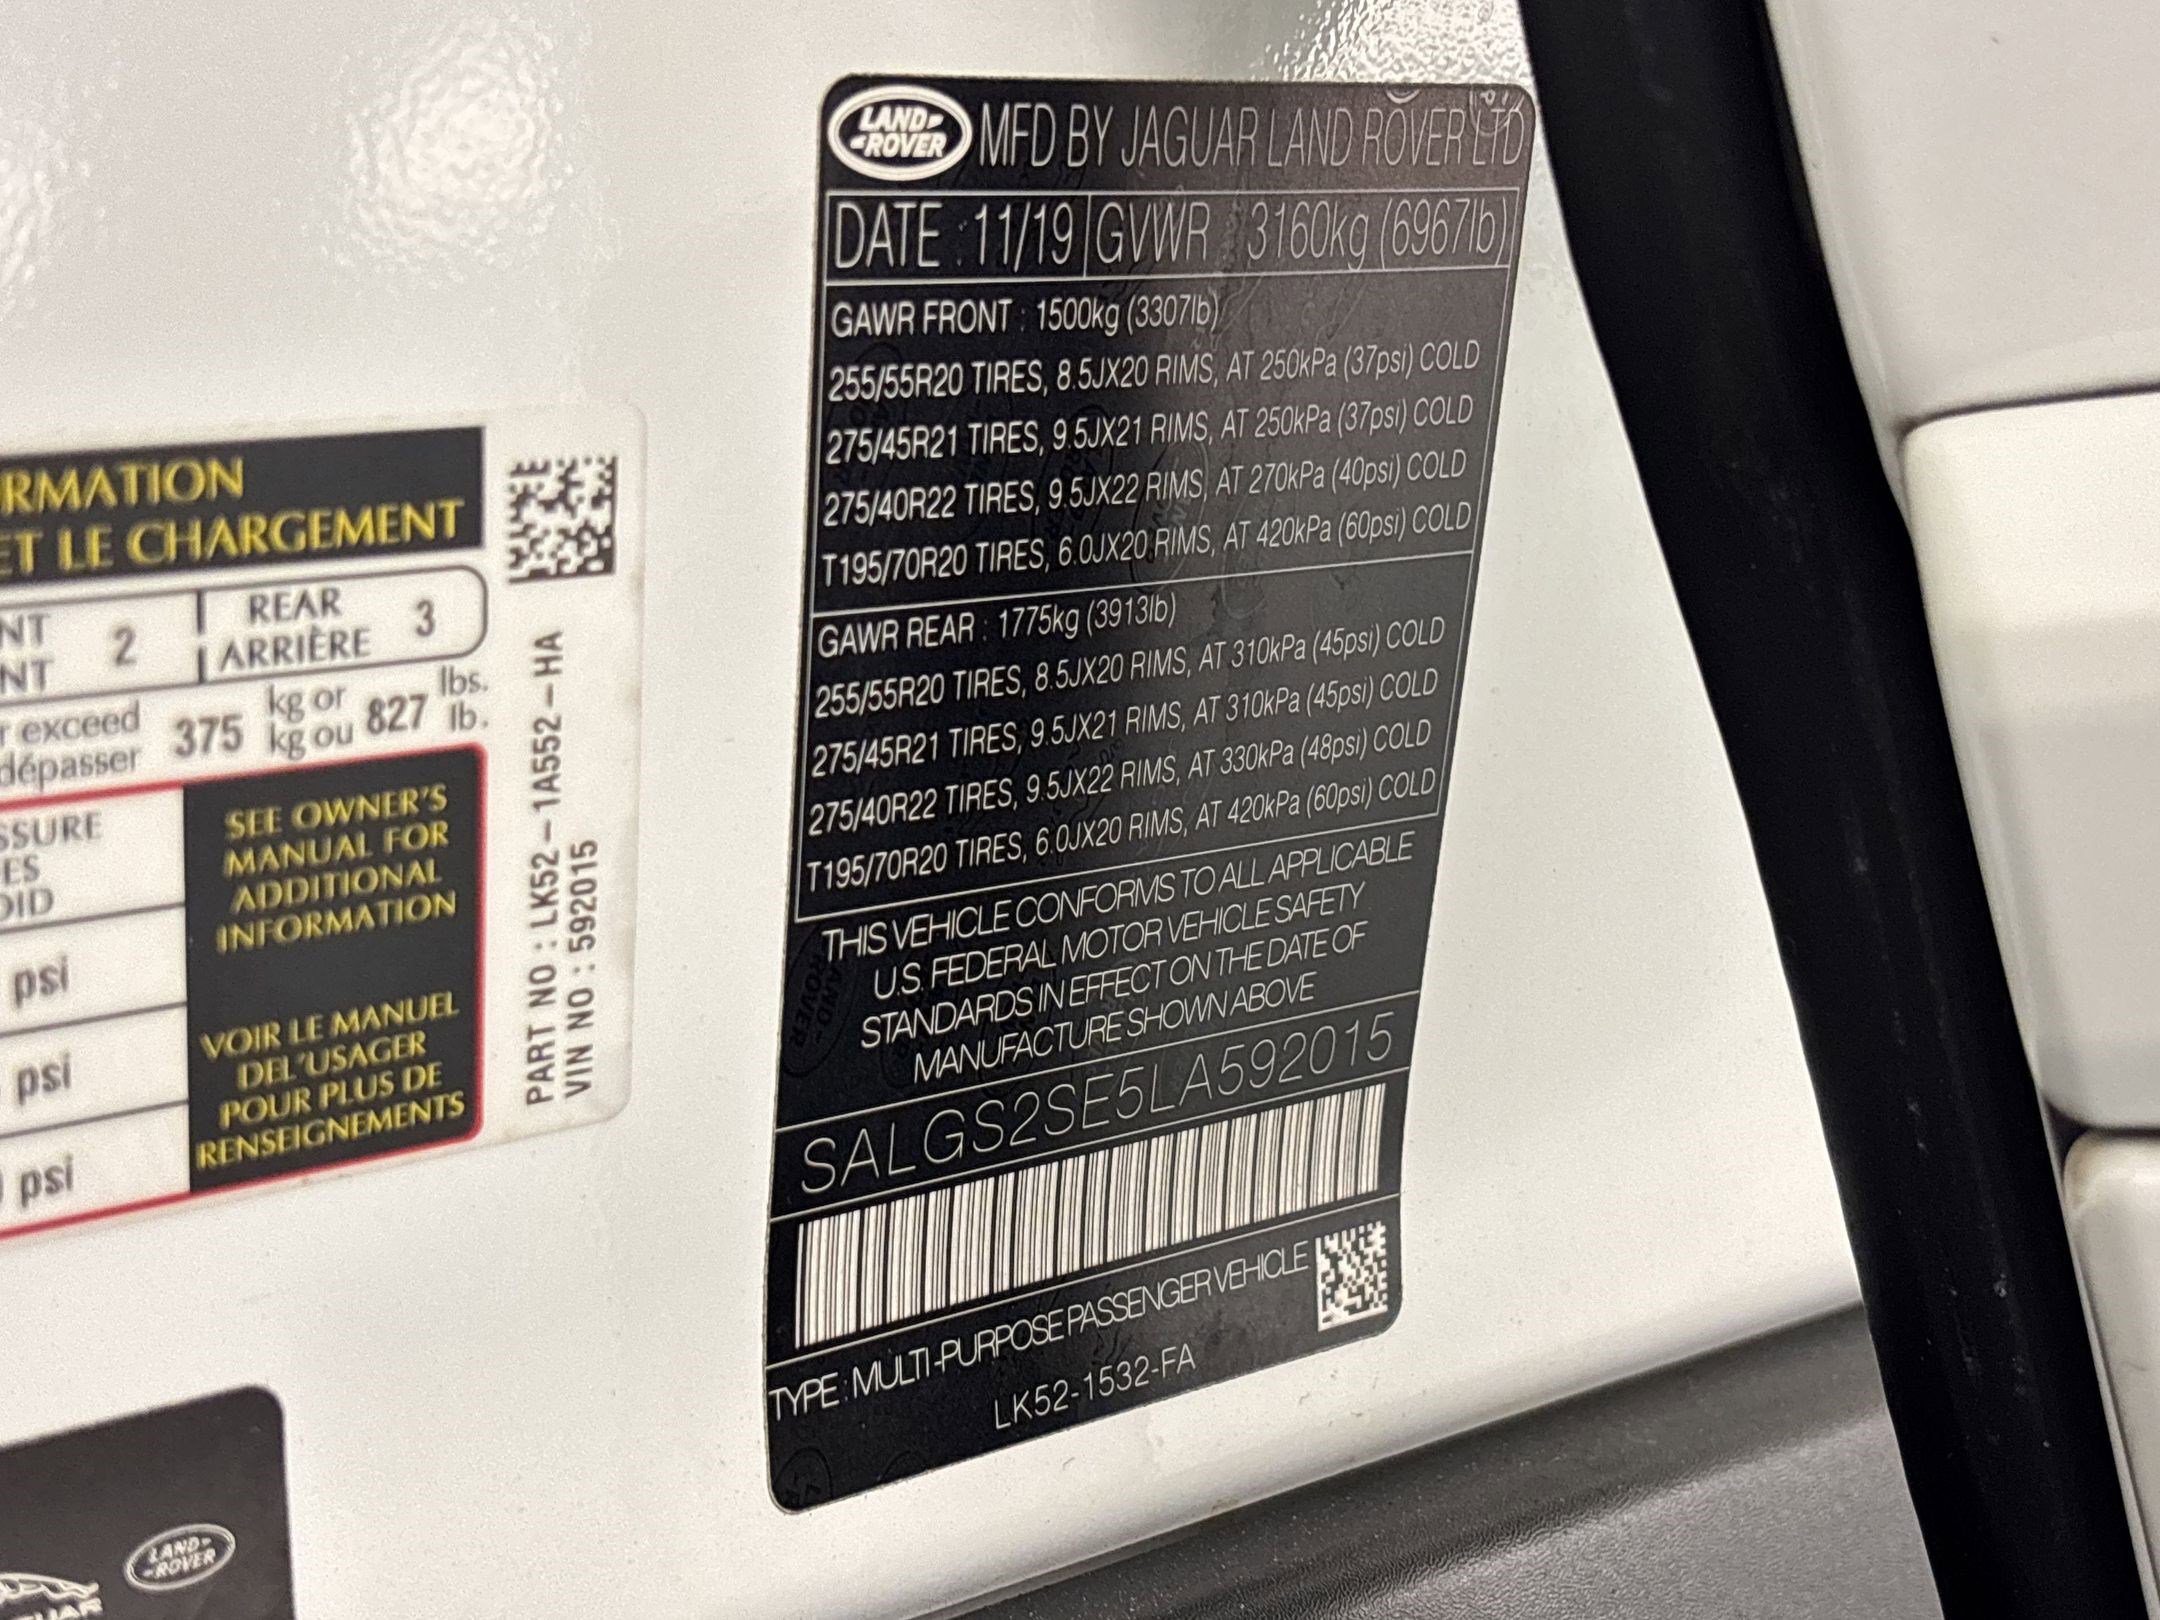 LAND-
-ROVER
MFD BY JAGUAR LAND ROVER LTD.
DATE : 11/19 GVWR : 3160kg (6967lb)
GAWR FRONT : 1500kg (3307lb)
255/55R20 TIRES, 8.5JX20 RIMS, AT 250kPa (37psi) COLD
275/45R21 TIRES, 9.5JX21 RIMS, AT 250kPa (37psi) COLD
275/40R22 TIRES, 9.5JX22 RIMS, AT 270kPa (40psi) COLD
T195/70R20 TIRES, 6.0JX20 RIMS, AT 420kPa (60psi) COLD
GAWR REAR : 1775kg (3913lb)
255/55R20 TIRES, 8.5JX20 RIMS, AT 310kPa (45psi) COLD
275/45R21 TIRES, 9.5JX21 RIMS, AT 310kPa (45psi) COLD
275/40R22 TIRES, 9.5JX22 RIMS, AT 330kPa (48psi) COLD
T195/70R20 TIRES, 6.0JX20 RIMS, AT 420kPa (60psi) COLD
THIS VEHICLE CONFORMS TO ALL APPLICABLE
U.S. FEDERAL MOTOR VEHICLE SAFETY
STANDARDS IN EFFECT ON THE DATE OF
MANUFACTURE SHOWN ABOVE
SALGS2SE5LA592015
TYPE : MULTI-PURPOSE PASSENGER VEHICLE
LK52-1532-FA
RMATION
ET LE CHARGEMENT
NT 2 REAR 3
NT ARRIÈRE
r exceed 375 kg or 827 lbs.
dépasser kg ou lb.
SSURE
ES
OID
psi
psi
psi
SEE OWNER'S
MANUAL FOR
ADDITIONAL
INFORMATION
VOIR LE MANUEL
DEL'USAGER
POUR PLUS DE
RENSEIGNEMENTS
PART NO : LK52-1A552-HA
VIN NO : 592015
LAND-
-ROVER
GUAR